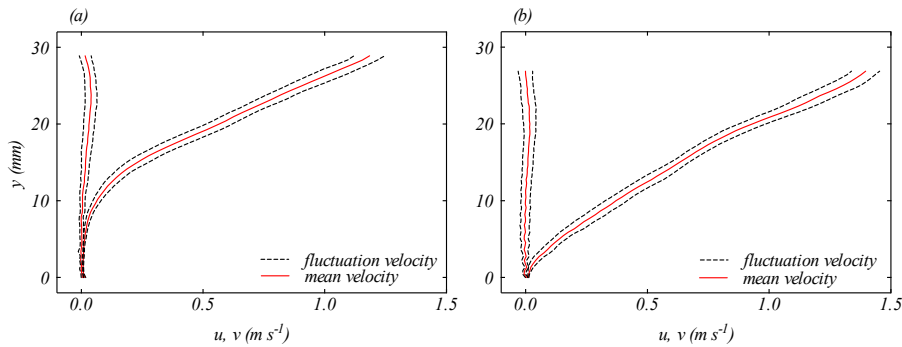 (a)
30
20
10
0
y (mm)
fluctuation velocity
mean velocity
0.0 0.5 1.0 1.5
u, v (m s⁻¹)
(b)
30
20
10
0
fluctuation velocity
mean velocity
0.0 0.5 1.0 1.5
u, v (m s⁻¹)